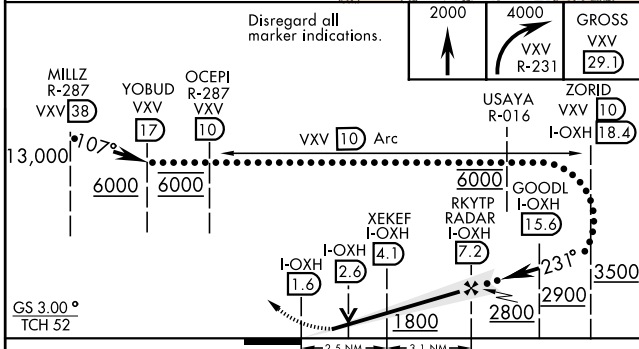 Disregard all
marker indications.
2000
4000
VXV
R-231
GROSS
VXV
29.1
MILLZ
R-287
VXV 38
YOBUD
VXV
17
OCEPI
R-287
VXV
10
USAYA
R-016
ZORID
VXV 10
I-OXH 18.4
107°
13,000
VXV 10 Arc
6000
6000
6000
GOODL
I-OXH
15.6
RKYTP
RADAR
I-OXH
7.2
XEKEF
I-OXH
4.1
I-OXH
2.6
I-OXH
1.6
231°
3500
2900
2800
1800
GS 3.00°
TCH 52
2.5 NM
3.1 NM